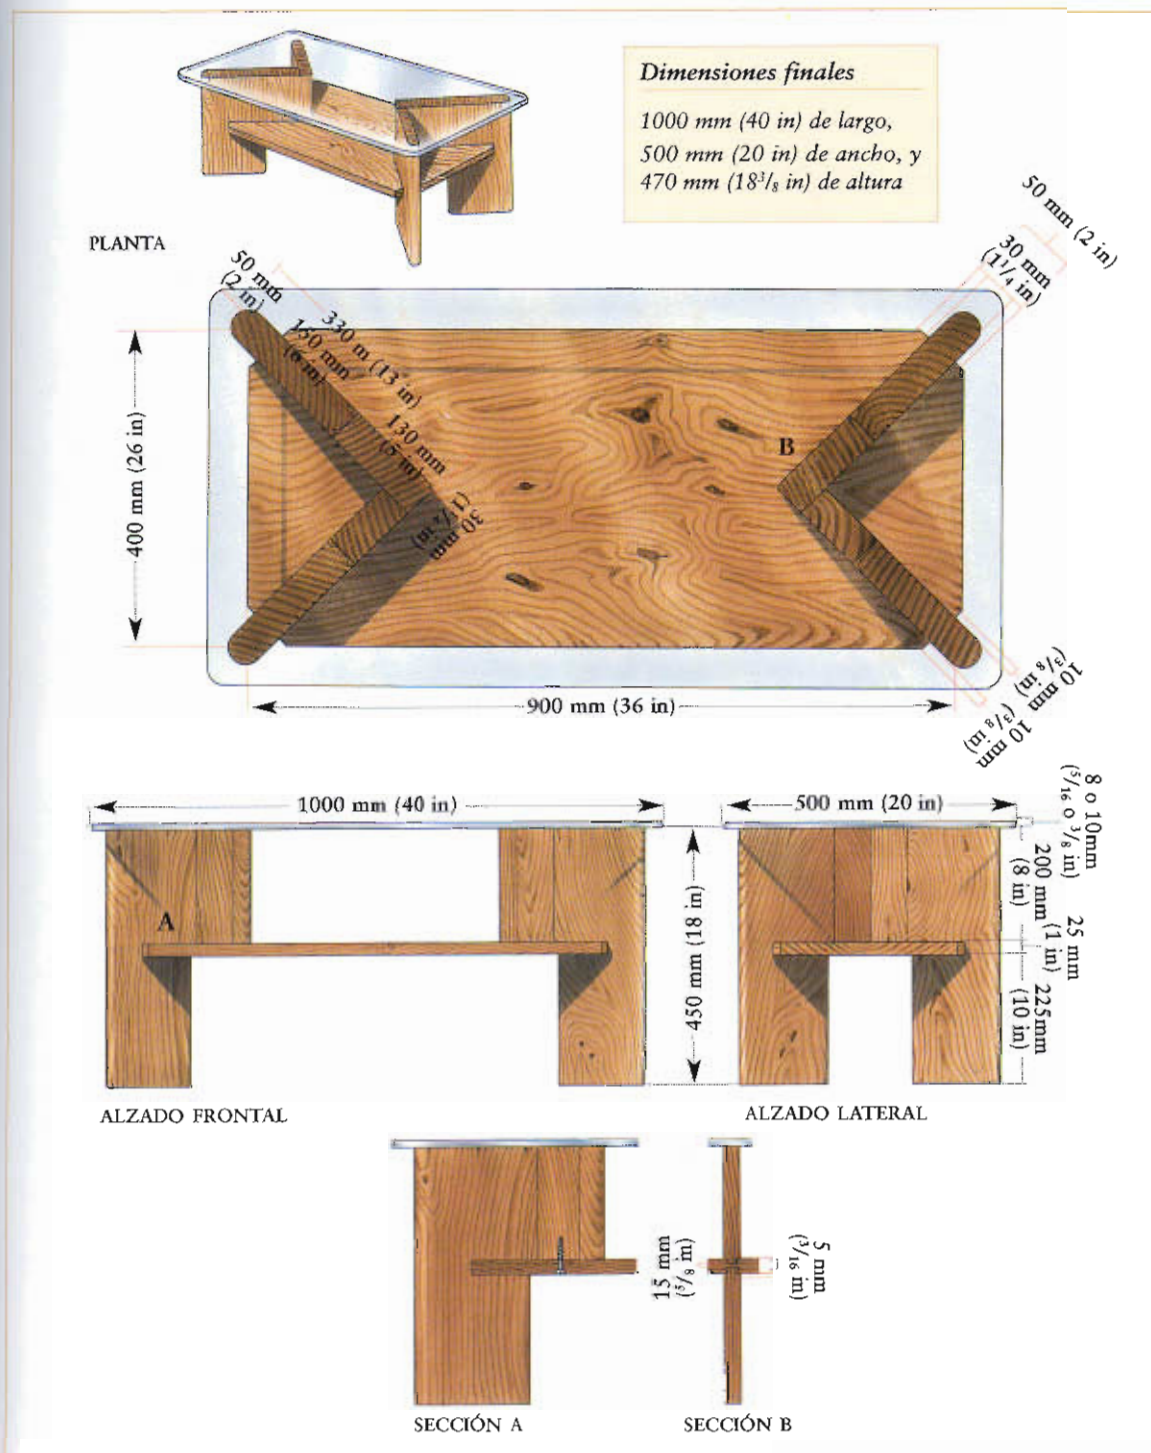 Dimensiones finales
1000 mm (40 in) de largo,
500 mm (20 in) de ancho, y
470 mm (18³/₈ in) de altura
PLANTA
50 mm
(2 in)
330 m (13 in)
150 mm
(6 in)
130 mm
(5 in)
30 mm
(1¹/₄ in)
50 mm (2 in)
30 mm
(1¹/₄ in)
B
400 mm (26 in)
900 mm (36 in)
10 mm
(³/₈ in)
10 mm
(³/₈ in)
1000 mm (40 in)
500 mm (20 in)
8 o 10mm
(⁵/₁₆ o ³/₈ in)
200 mm
(8 in)
25 mm
(1 in)
225mm
(10 in)
450 mm (18 in)
A
ALZADO FRONTAL
ALZADO LATERAL
15 mm
(⁵/₈ in)
5 mm
(³/₁₆ in)
SECCIÓN A
SECCIÓN B